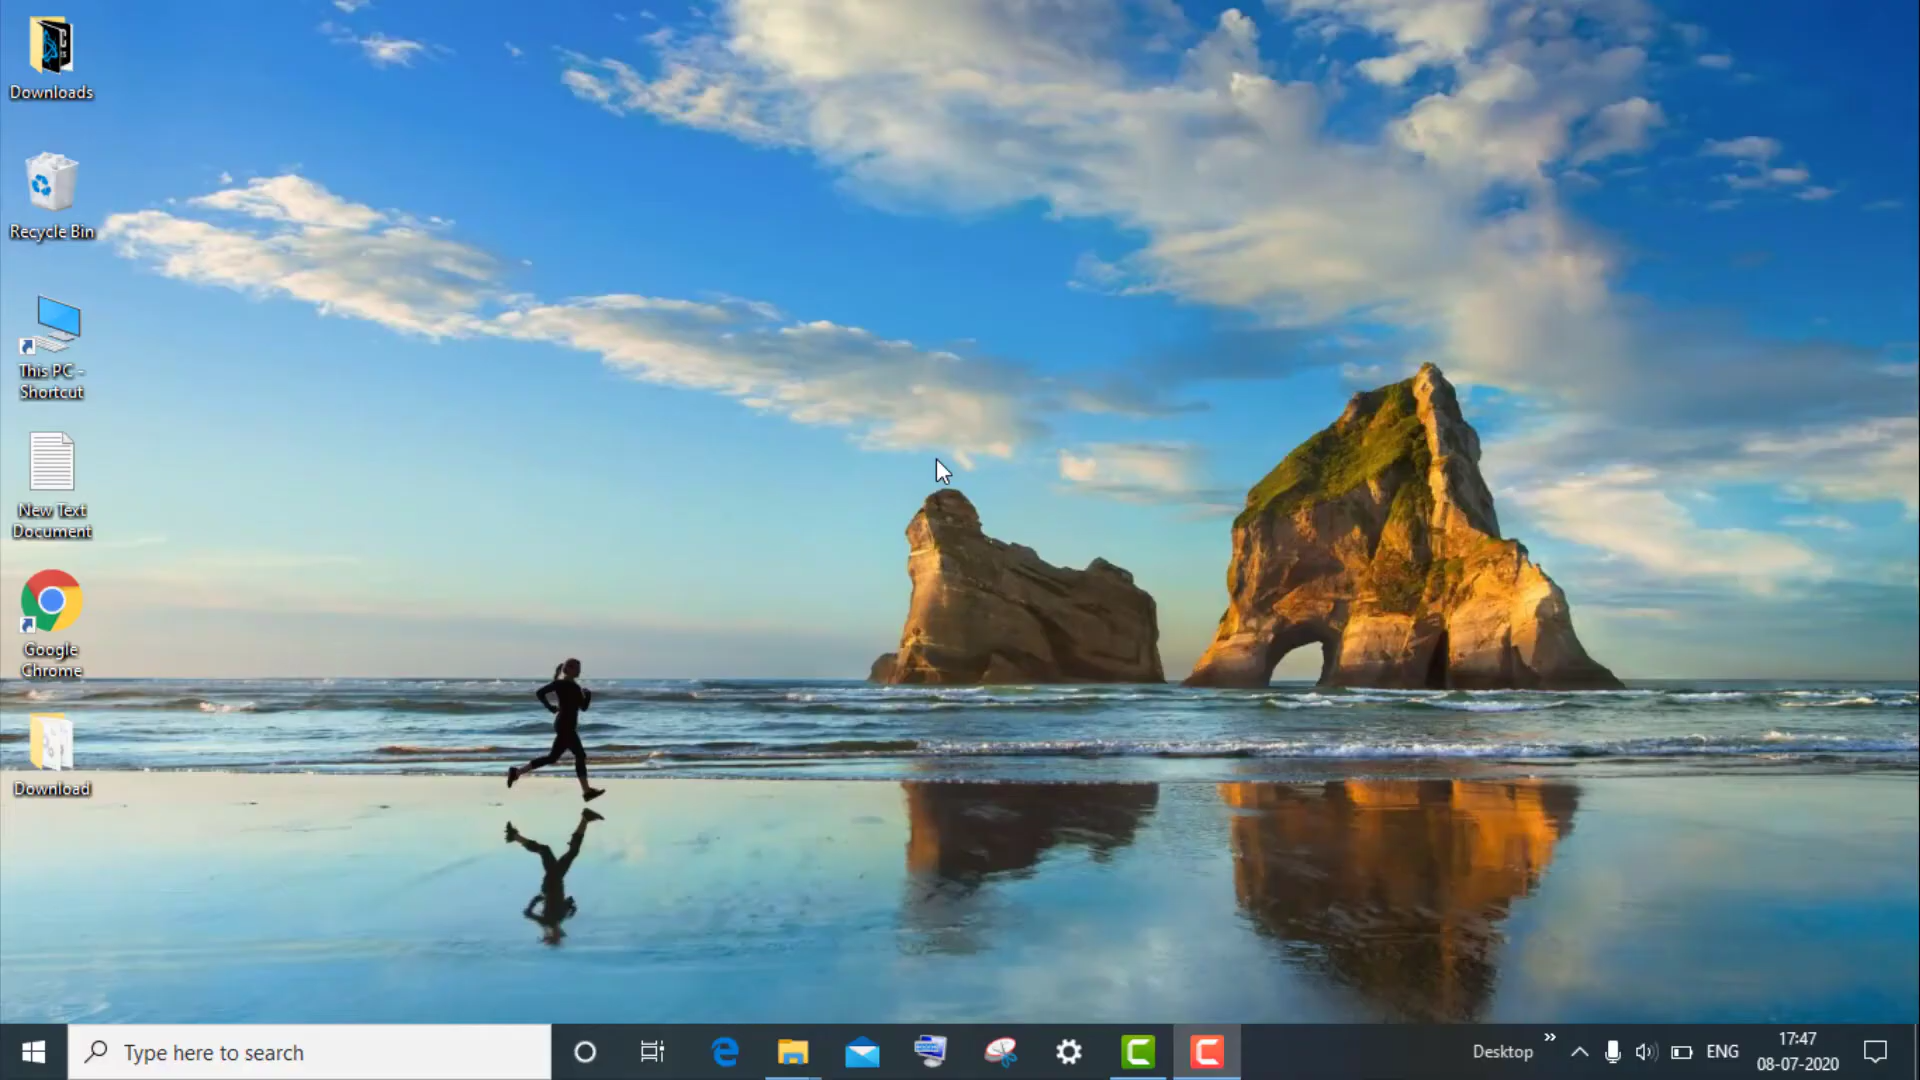 Downloads
Recycle Bin
This PC -
Shortcut
New Text
Document
Google
Chrome
Download
Type here to search
Desktop
ENG
17:47
08-07-2020